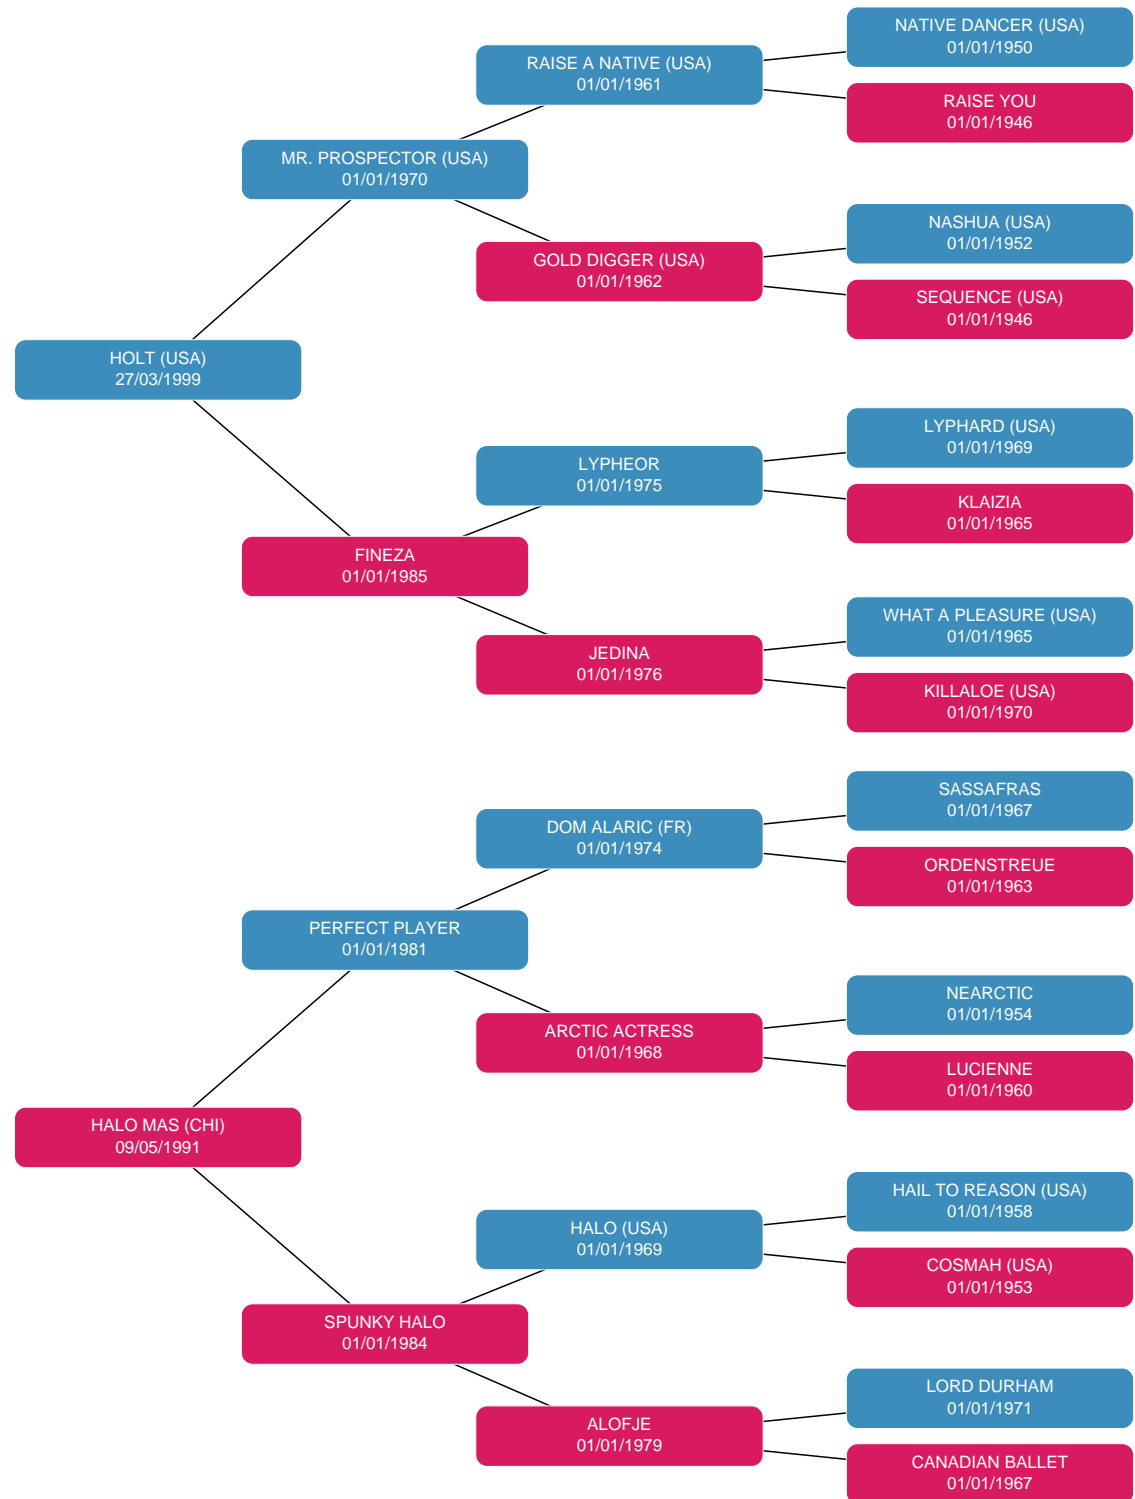 NATIVE DANCER (USA)
01/01/1950
RAISE A NATIVE (USA)
01/01/1961
RAISE YOU
01/01/1946
MR. PROSPECTOR (USA)
01/01/1970
NASHUA (USA)
01/01/1952
GOLD DIGGER (USA)
01/01/1962
SEQUENCE (USA)
01/01/1946
HOLT (USA)
27/03/1999
LYPHARD (USA)
01/01/1969
LYPHEOR
01/01/1975
KLAIZIA
01/01/1965
FINEZA
01/01/1985
WHAT A PLEASURE (USA)
01/01/1965
JEDINA
01/01/1976
KILLALOE (USA)
01/01/1970
SASSAFRAS
01/01/1967
DOM ALARIC (FR)
01/01/1974
ORDENSTREUE
01/01/1963
PERFECT PLAYER
01/01/1981
NEARCTIC
01/01/1954
ARCTIC ACTRESS
01/01/1968
LUCIENNE
01/01/1960
HALO MAS (CHI)
09/05/1991
HAIL TO REASON (USA)
01/01/1958
HALO (USA)
01/01/1969
COSMAH (USA)
01/01/1953
SPUNKY HALO
01/01/1984
LORD DURHAM
01/01/1971
ALOFJE
01/01/1979
CANADIAN BALLET
01/01/1967